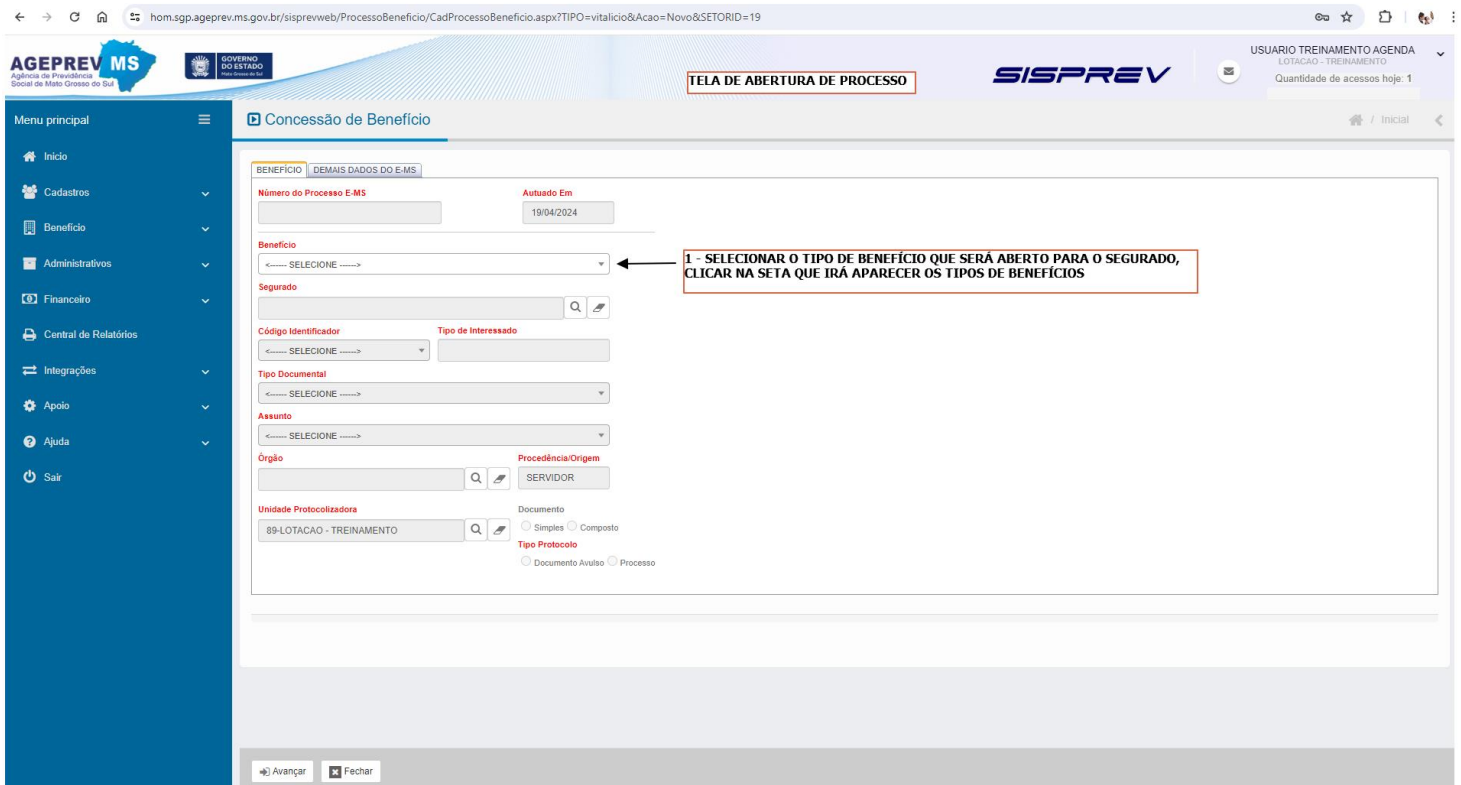 hom.sgp.ageprev.ms.gov.br/sisprevweb/ProcessoBeneficio/CadProcessoBeneficio.aspx?TIPO=vitalicio&Acao=Novo&SETORID=19
AGEPREV MS
Agência de Previdência
Social de Mato Grosso do Sul
GOVERNO
DO ESTADO
Mato Grosso do Sul
TELA DE ABERTURA DE PROCESSO
SISPREV
USUARIO TREINAMENTO AGENDA
LOTACAO - TREINAMENTO
Quantidade de acessos hoje: 1
Menu principal
Concessão de Benefício
/ Inicial
Inicio
Cadastros
Benefício
Administrativos
Financeiro
Central de Relatórios
Integrações
Apoio
Ajuda
Sair
BENEFÍCIO DEMAIS DADOS DO E-MS
Número do Processo E-MS Autuado Em
19/04/2024
Benefício
<------ SELECIONE ------>
1 - SELECIONAR O TIPO DE BENEFÍCIO QUE SERÁ ABERTO PARA O SEGURADO,
CLICAR NA SETA QUE IRÁ APARECER OS TIPOS DE BENEFÍCIOS
Segurado
Código Identificador Tipo de Interessado
<------ SELECIONE ------>
Tipo Documental
<------ SELECIONE ------>
Assunto
<------ SELECIONE ------>
Órgão Procedência/Origem
SERVIDOR
Unidade Protocolizadora Documento
89-LOTACAO - TREINAMENTO Simples Composto
Tipo Protocolo
Documento Avulso Processo
Avançar Fechar